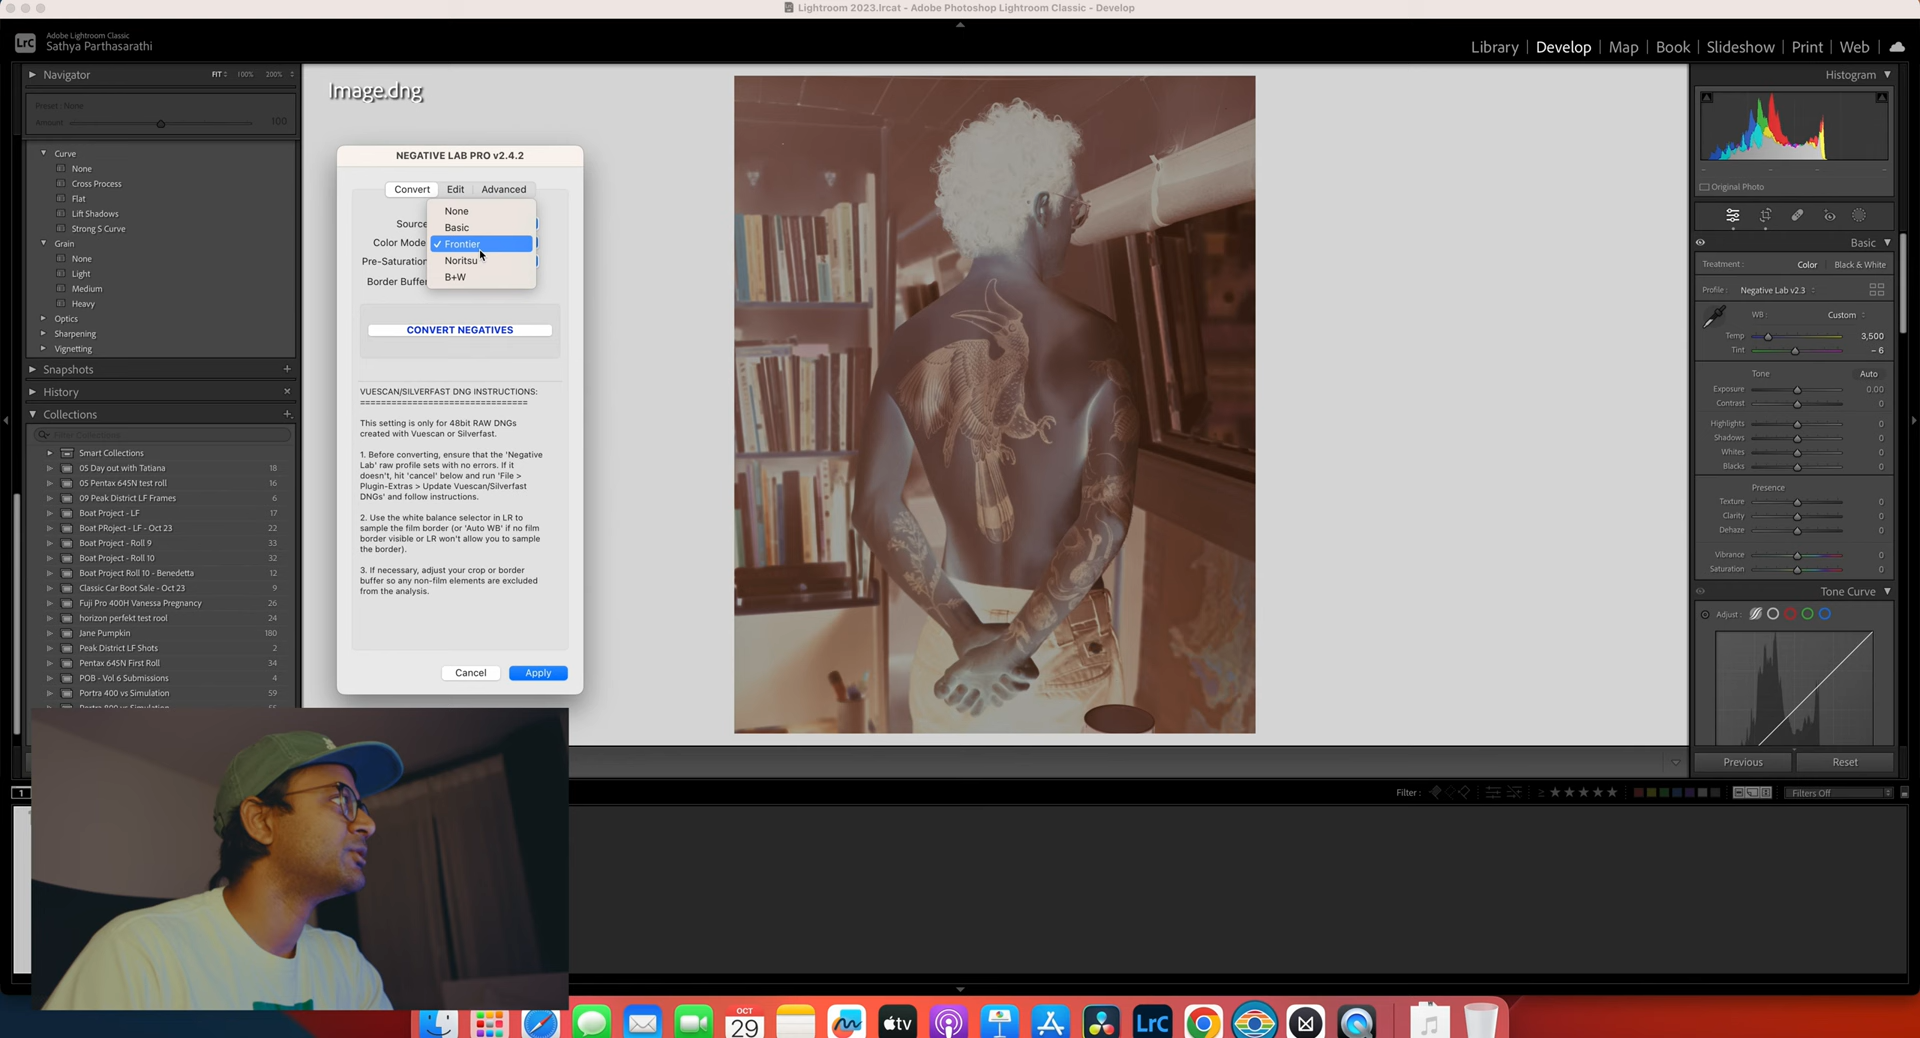 Lightroom 2023.lrcat - Adobe Photoshop Lightroom Classic - Develop
LrC
Adobe Lightroom Classic
Sathya Parthasarathi
Library | Develop | Map | Book | Slideshow | Print | Web
Navigator
FIT
100%
200%
Preset: None
Amount
100
Curve
None
Cross Process
Flat
Lift Shadows
Strong S Curve
Grain
None
Light
Medium
Heavy
Optics
Sharpening
Vignetting
Snapshots
History
Collections
Filter Collections
Smart Collections
05 Day out with Tatiana 18
05 Pentax 645N test roll 16
09 Peak District LF Frames 6
Boat Project - LF 17
Boat PRoject - LF - Oct 23 22
Boat Project - Roll 9 33
Boat Project - Roll 10 32
Boat Project Roll 10 - Benedetta 12
Classic Car Boot Sale - Oct 23 9
Fuji Pro 400H Vanessa Pregnancy 26
horizon perfekt test rool 24
Jane Pumpkin 180
Peak District LF Shots 2
Pentax 645N First Roll 34
POB - Vol 6 Submissions 4
Portra 400 vs Simulation 59
Image.dng
NEGATIVE LAB PRO v2.4.2
Convert
Edit
Advanced
Source
Color Mode
Pre-Saturation
Border Buffer
None
Basic
✓ Frontier
Noritsu
B+W
CONVERT NEGATIVES
VUESCAN/SILVERFAST DNG INSTRUCTIONS:
================================
This setting is only for 48bit RAW DNGs
created with Vuescan or Silverfast.
1. Before converting, ensure that the 'Negative
Lab' raw profile sets with no errors. If it
doesn't, hit 'cancel' below and run 'File >
Plugin-Extras > Update Vuescan/Silverfast
DNGs' and follow instructions.
2. Use the white balance selector in LR to
sample the film border (or 'Auto WB' if no film
border visible or LR won't allow you to sample
the border).
3. If necessary, adjust your crop or border
buffer so any non-film elements are excluded
from the analysis.
Cancel
Apply
Histogram
Original Photo
Basic
Treatment: Color Black & White
Profile: Negative Lab v2.3
WB: Custom
Temp 3,500
Tint - 6
Tone Auto
Exposure 0.00
Contrast 0
Highlights 0
Shadows 0
Whites 0
Blacks 0
Presence
Texture 0
Clarity 0
Dehaze 0
Vibrance 0
Saturation 0
Tone Curve
Adjust:
Previous
Reset
1
Filter:
Filters Off
OCT
29
tv
LrC